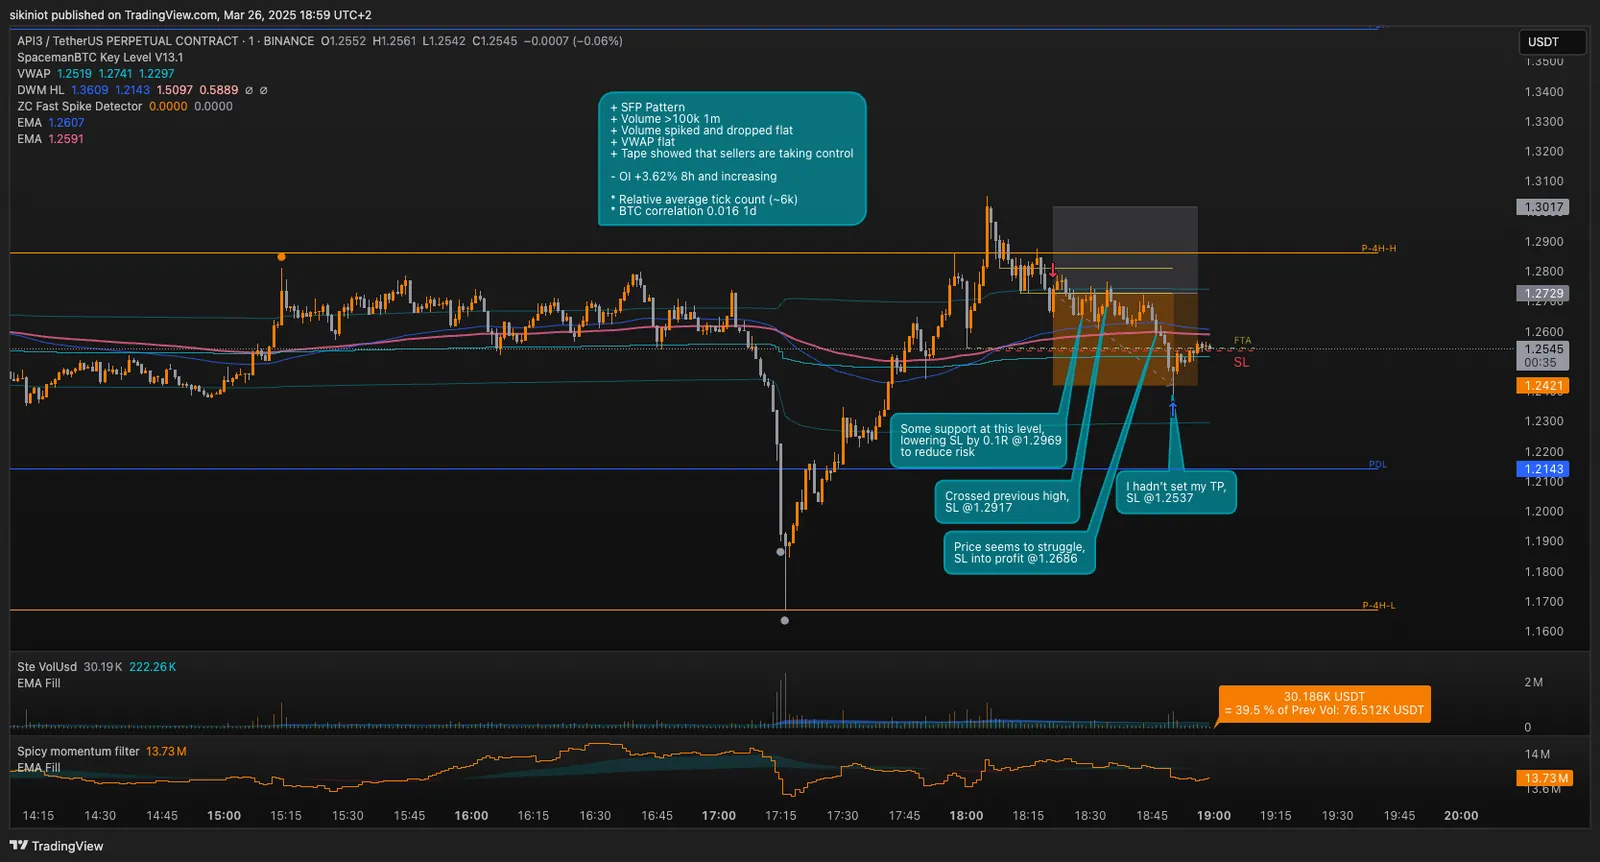 sikiniot published on TradingView.com, Mar 26, 2025 18:59 UTC+2
API3 / TetherUS PERPETUAL CONTRACT · 1 · BINANCE O1.2552 H1.2561 L1.2542 C1.2545 −0.0007 (−0.06%)
SpacemanBTC Key Level V13.1
VWAP 1.2519 1.2741 1.2297
DWM HL 1.3609 1.2143 1.5097 0.5889 ∅ ∅
ZC Fast Spike Detector 0.0000 0.0000
EMA 1.2607
EMA 1.2591
+ SFP Pattern
+ Volume >100k 1m
+ Volume spiked and dropped flat
+ VWAP flat
+ Tape showed that sellers are taking control
- OI +3.62% 8h and increasing
* Relative average tick count (~6k)
* BTC correlation 0.016 1d
USDT
1.3500
1.3400
1.3300
1.3200
1.3100
1.3017
1.2900
1.2800
1.2729
1.2700
1.2600
1.2545
00:35
1.2421
1.2300
1.2200
1.2143
1.2100
1.2000
1.1900
1.1800
1.1700
1.1600
P-4H-H
FTA
SL
PDL
P-4H-L
Some support at this level,
lowering SL by 0.1R @1.2969
to reduce risk
Crossed previous high,
SL @1.2917
Price seems to struggle,
SL into profit @1.2686
I hadn't set my TP,
SL @1.2537
Ste VolUsd 30.19K 222.26K
EMA Fill
2M
0
30.186K USDT
= 39.5 % of Prev Vol: 76.512K USDT
Spicy momentum filter 13.73M
EMA Fill
14M
13.73M
13.6M
14:15 14:30 14:45 15:00 15:15 15:30 15:45 16:00 16:15 16:30 16:45 17:00 17:15 17:30 17:45 18:00 18:15 18:30 18:45 19:00 19:15 19:30 19:45 20:00
TradingView